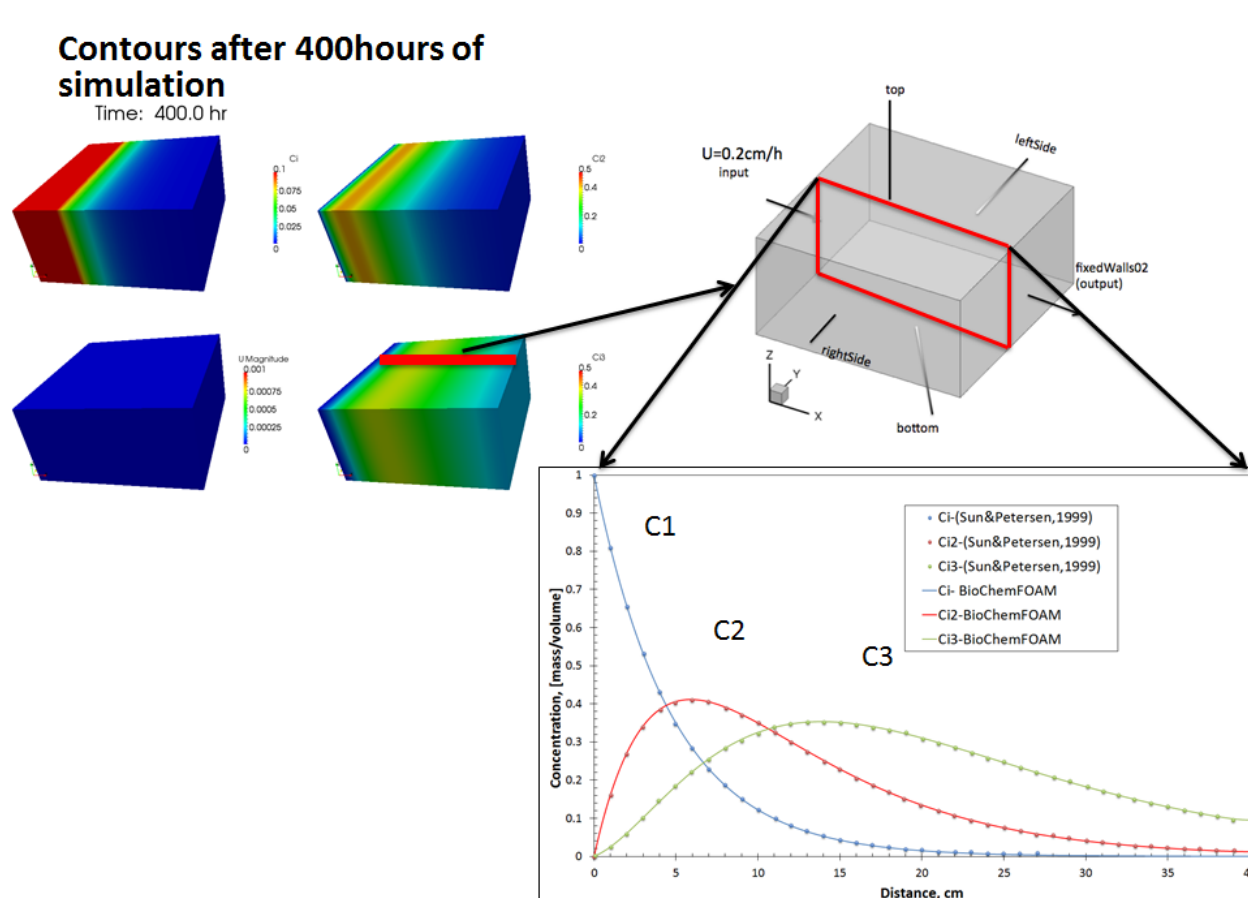 Contours after 400hours of
simulation
Time: 400.0 hr
Ci
0.1
0.075
0.05
0.025
0
Ci2
0.5
0.4
0.2
0
U Magnitude
0.001
0.00075
0.0005
0.00025
0
Ci3
0.5
0.4
0.2
0
top
leftSide
U=0.2cm/h
input
fixedWalls02
(output)
rightSide
bottom
Z
Y
X
C1
C2
C3
Ci-(Sun&Petersen,1999)
Ci2-(Sun&Petersen,1999)
Ci3-(Sun&Petersen,1999)
Ci- BioChemFOAM
Ci2-BioChemFOAM
Ci3-BioChemFOAM
Concentration, [mass/volume]
1
0.9
0.8
0.7
0.6
0.5
0.4
0.3
0.2
0.1
0
0 5 10 15 20 25 30 35
Distance, cm